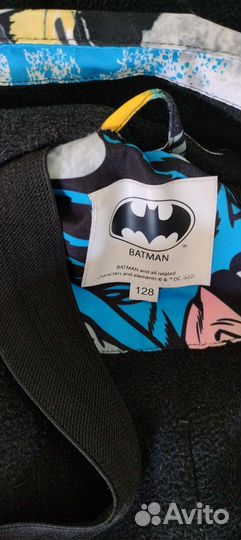 BATMAN
BATMAN and all related
characters and elements © & ™ DC (s22)
128
Avito